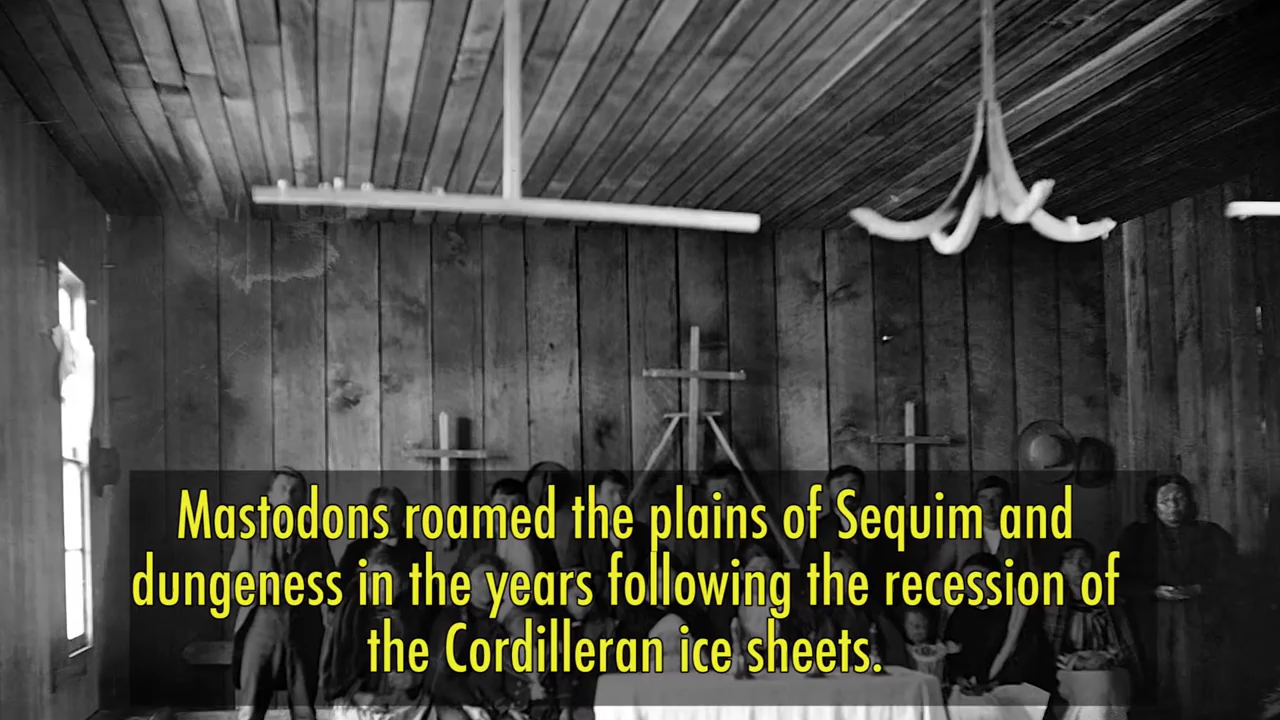 Mastodons roamed the plains of Sequim and
dungeness in the years following the recession of
the Cordilleran ice sheets.